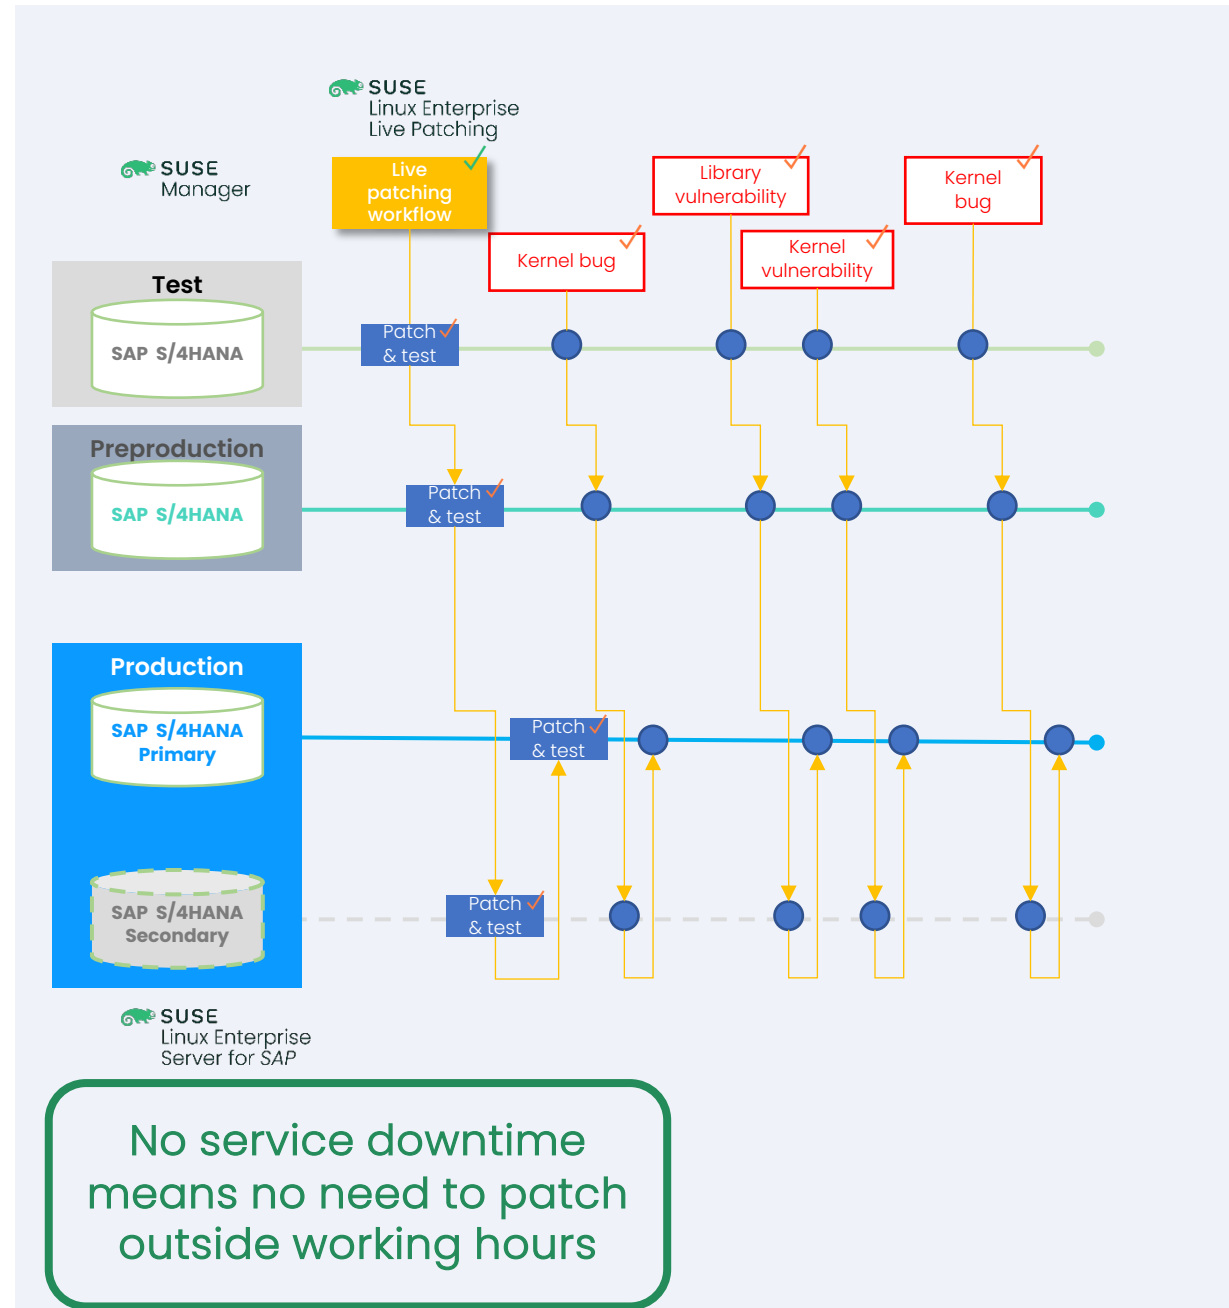 SUSE
Linux Enterprise
Live Patching
SUSE
Manager
Live
patching
workflow
Library
vulnerability
Kernel
bug
Kernel bug
Kernel
vulnerability
Test
SAP S/4HANA
Patch
& test
Preproduction
SAP S/4HANA
Patch
& test
Production
SAP S/4HANA
Primary
Patch
& test
SAP S/4HANA
Secondary
Patch
& test
SUSE
Linux Enterprise
Server for SAP
No service downtime
means no need to patch
outside working hours